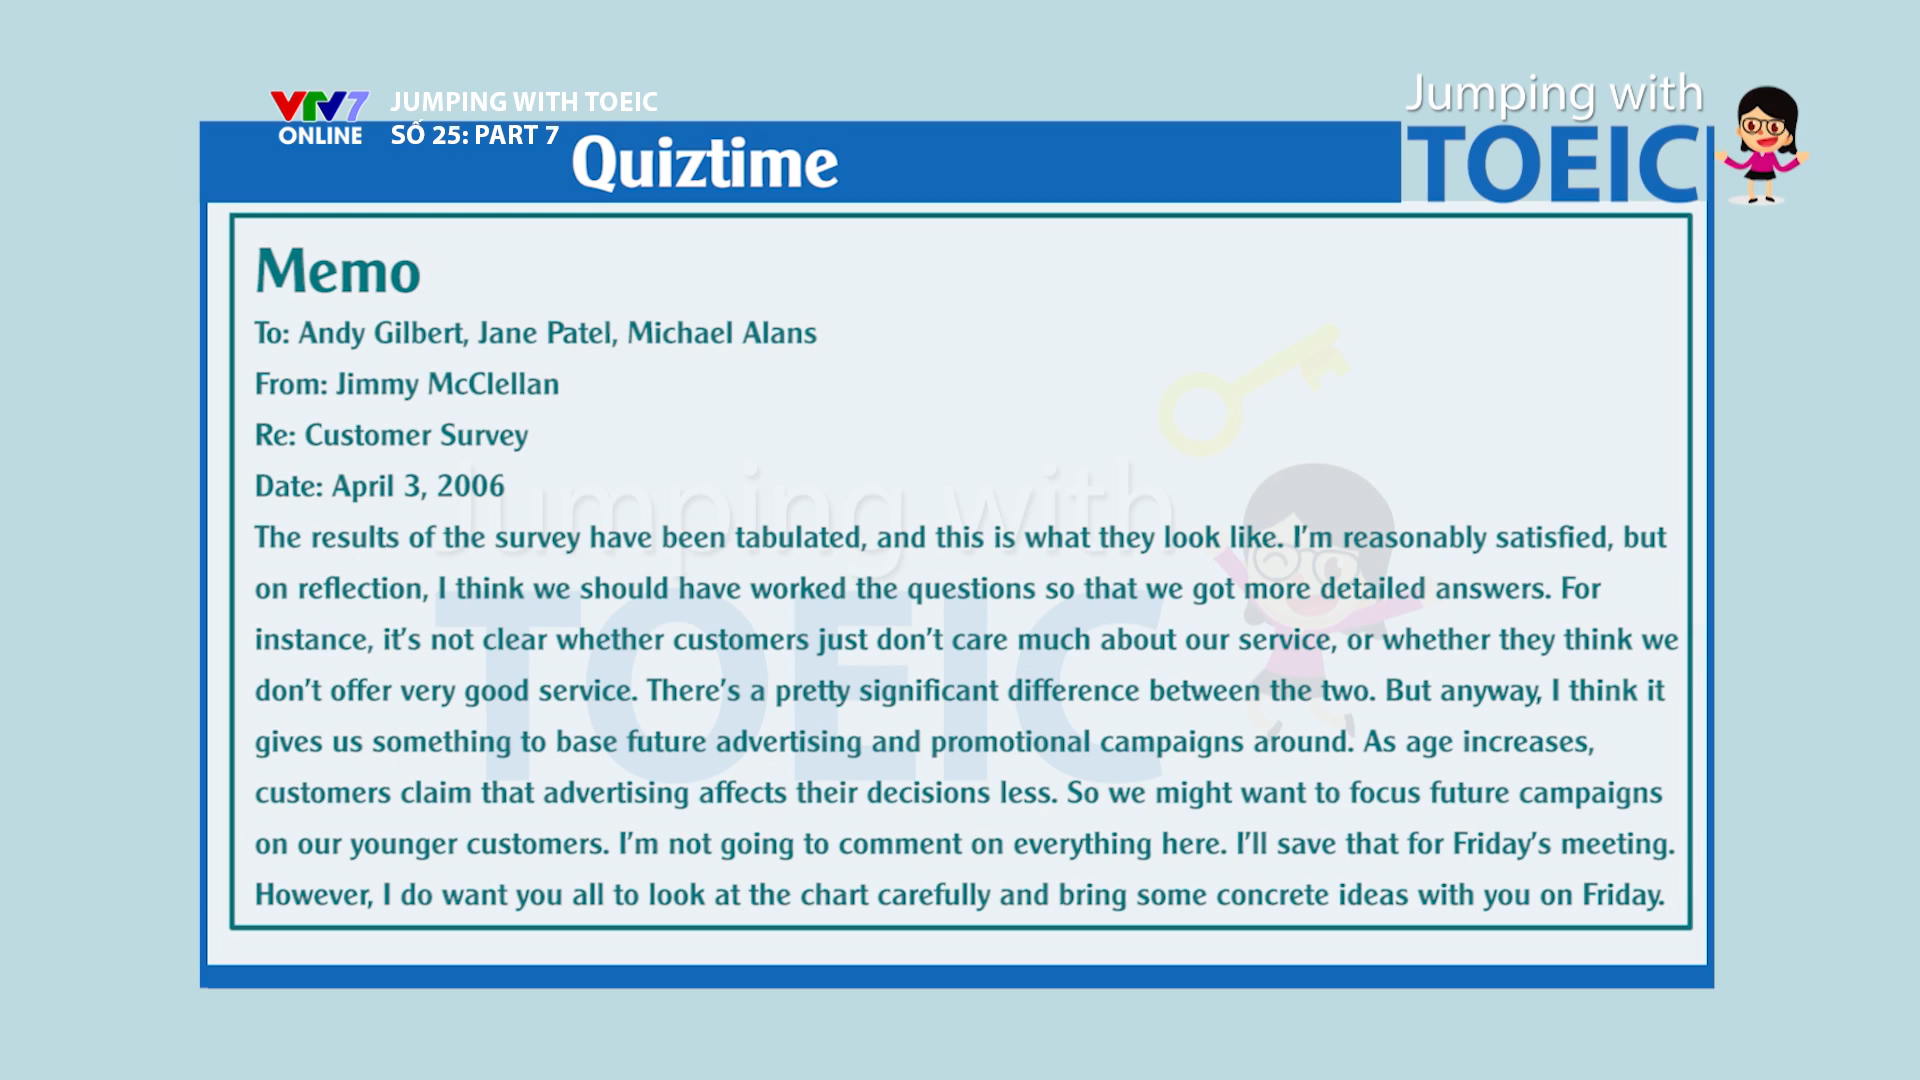 VTV7
ONLINE
JUMPING WITH TOEIC
SỐ 25: PART 7
Jumping with
TOEIC
Quiztime
Memo
To: Andy Gilbert, Jane Patel, Michael Alans
From: Jimmy McClellan
Re: Customer Survey
Date: April 3, 2006
The results of the survey have been tabulated, and this is what they look like. I'm reasonably satisfied, but
on reflection, I think we should have worked the questions so that we got more detailed answers. For
instance, it's not clear whether customers just don't care much about our service, or whether they think we
don't offer very good service. There's a pretty significant difference between the two. But anyway, I think it
gives us something to base future advertising and promotional campaigns around. As age increases,
customers claim that advertising affects their decisions less. So we might want to focus future campaigns
on our younger customers. I'm not going to comment on everything here. I'll save that for Friday's meeting.
However, I do want you all to look at the chart carefully and bring some concrete ideas with you on Friday.
Jumping with
TOEIC